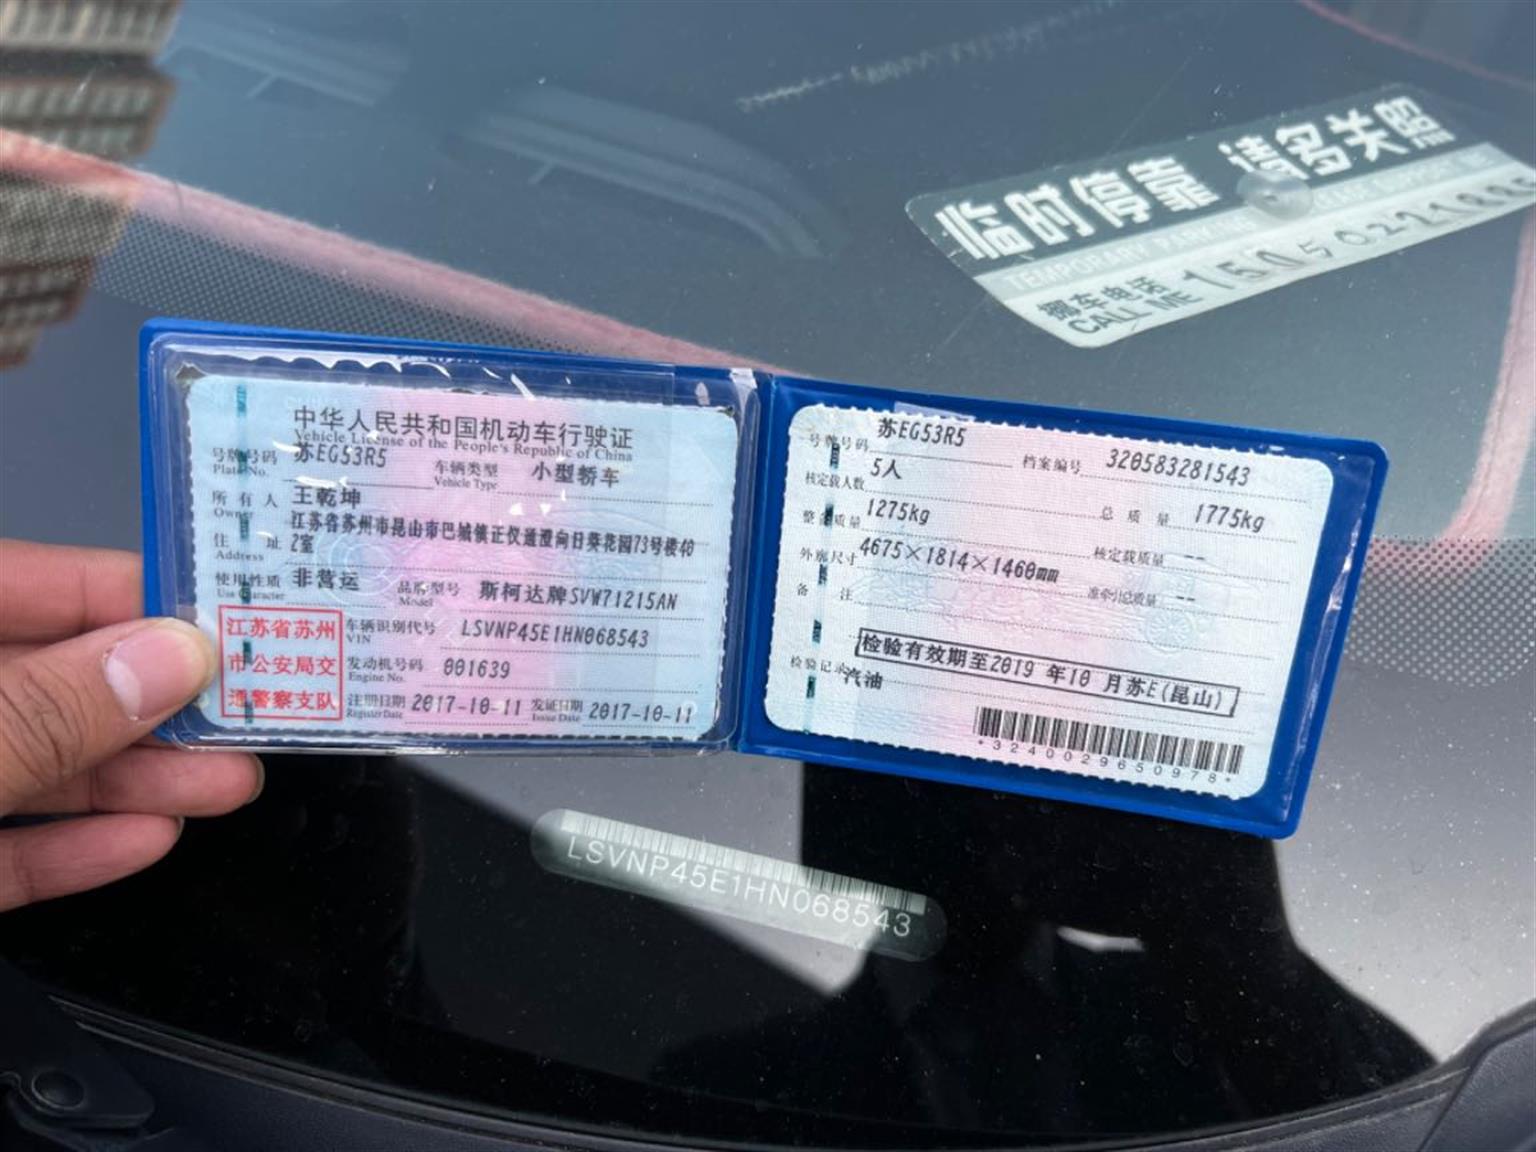 临时停靠 请多关照
TEMPORARY PARKING
挪车电话
CALL ME
中华人民共和国机动车行驶证
Vehicle License of the People's Republic of China
号牌号码 苏EG53R5 车辆类型 小型轿车
Plate No. Vehicle Type
所有人 王乾坤
Owner
住址 江苏省苏州市昆山市巴城镇正仪通澄向日葵花园73号楼40
2室
Address
使用性质 非营运 品牌型号 斯柯达牌SVW71215AN
Use Character Model
江苏省苏州
市公安局交
通警察支队
车辆识别代号 LSVNP45E1HN068543
VIN
发动机号码 001639
Engine No.
注册日期 2017-10-11 发证日期 2017-10-11
Register Date Issue Date
号牌号码 苏EG53R5 档案编号 320583281543
核定载人数 5人 总质量 1775kg
整备质量 1275kg 核定载质量 --
外廓尺寸 4675×1814×1460mm 准牵引总质量 --
备注
检验有效期至2019年10月苏E(昆山)
检验记录 汽油
*3240029650978*
LSVNP45E1HN068543